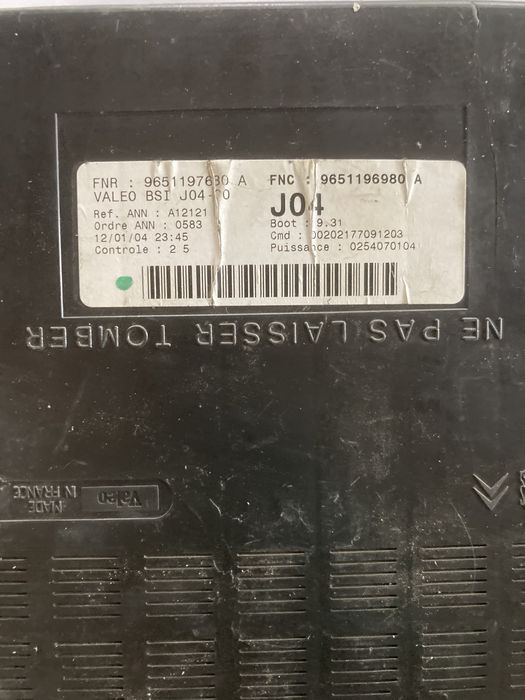 FNR : 9651197680 A FNC : 9651196980 A
VALEO BSI J04-
J04
Ref. ANN : A12121
Boot : 9.31
Ordre ANN : 0583
Cmd : 00202177091203
12/01/04 23:45
Puissance : 0254070104
Controle : 2 5
NE PAS LAISSER TOMBER
Valeo
MADE
IN FRANCE